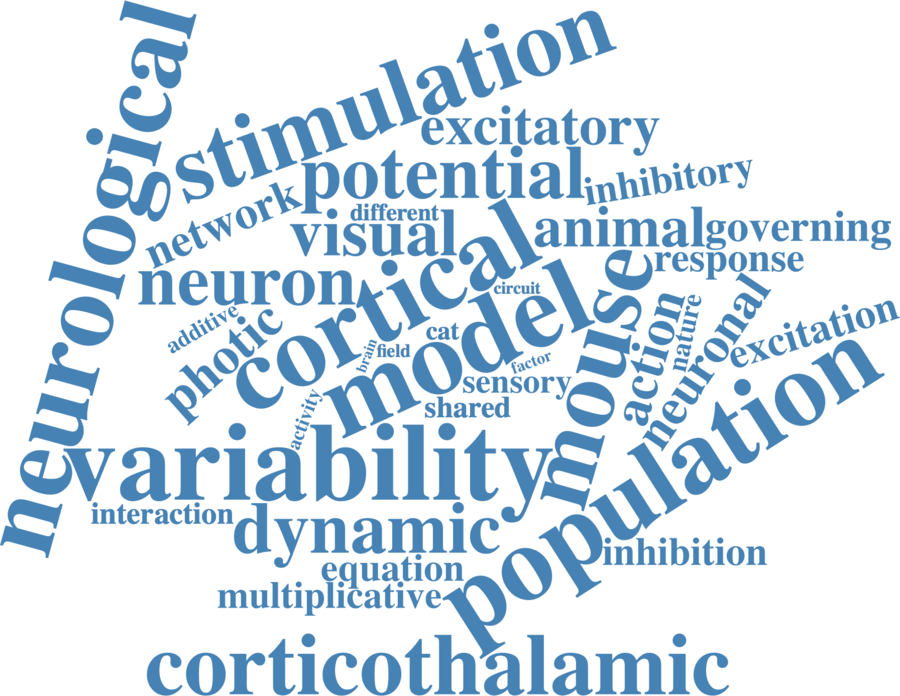 neurological
stimulation
excitatory
potential
inhibitory
network
different
visual
animal
governing
cortical
response
neuron
circuit
model
mouse
additive
photic
cat
action
nature
neuronal
excitation
brain
field
factor
sensory
shared
activity
population
variability
interaction
dynamic
inhibition
equation
multiplicative
corticothalamic